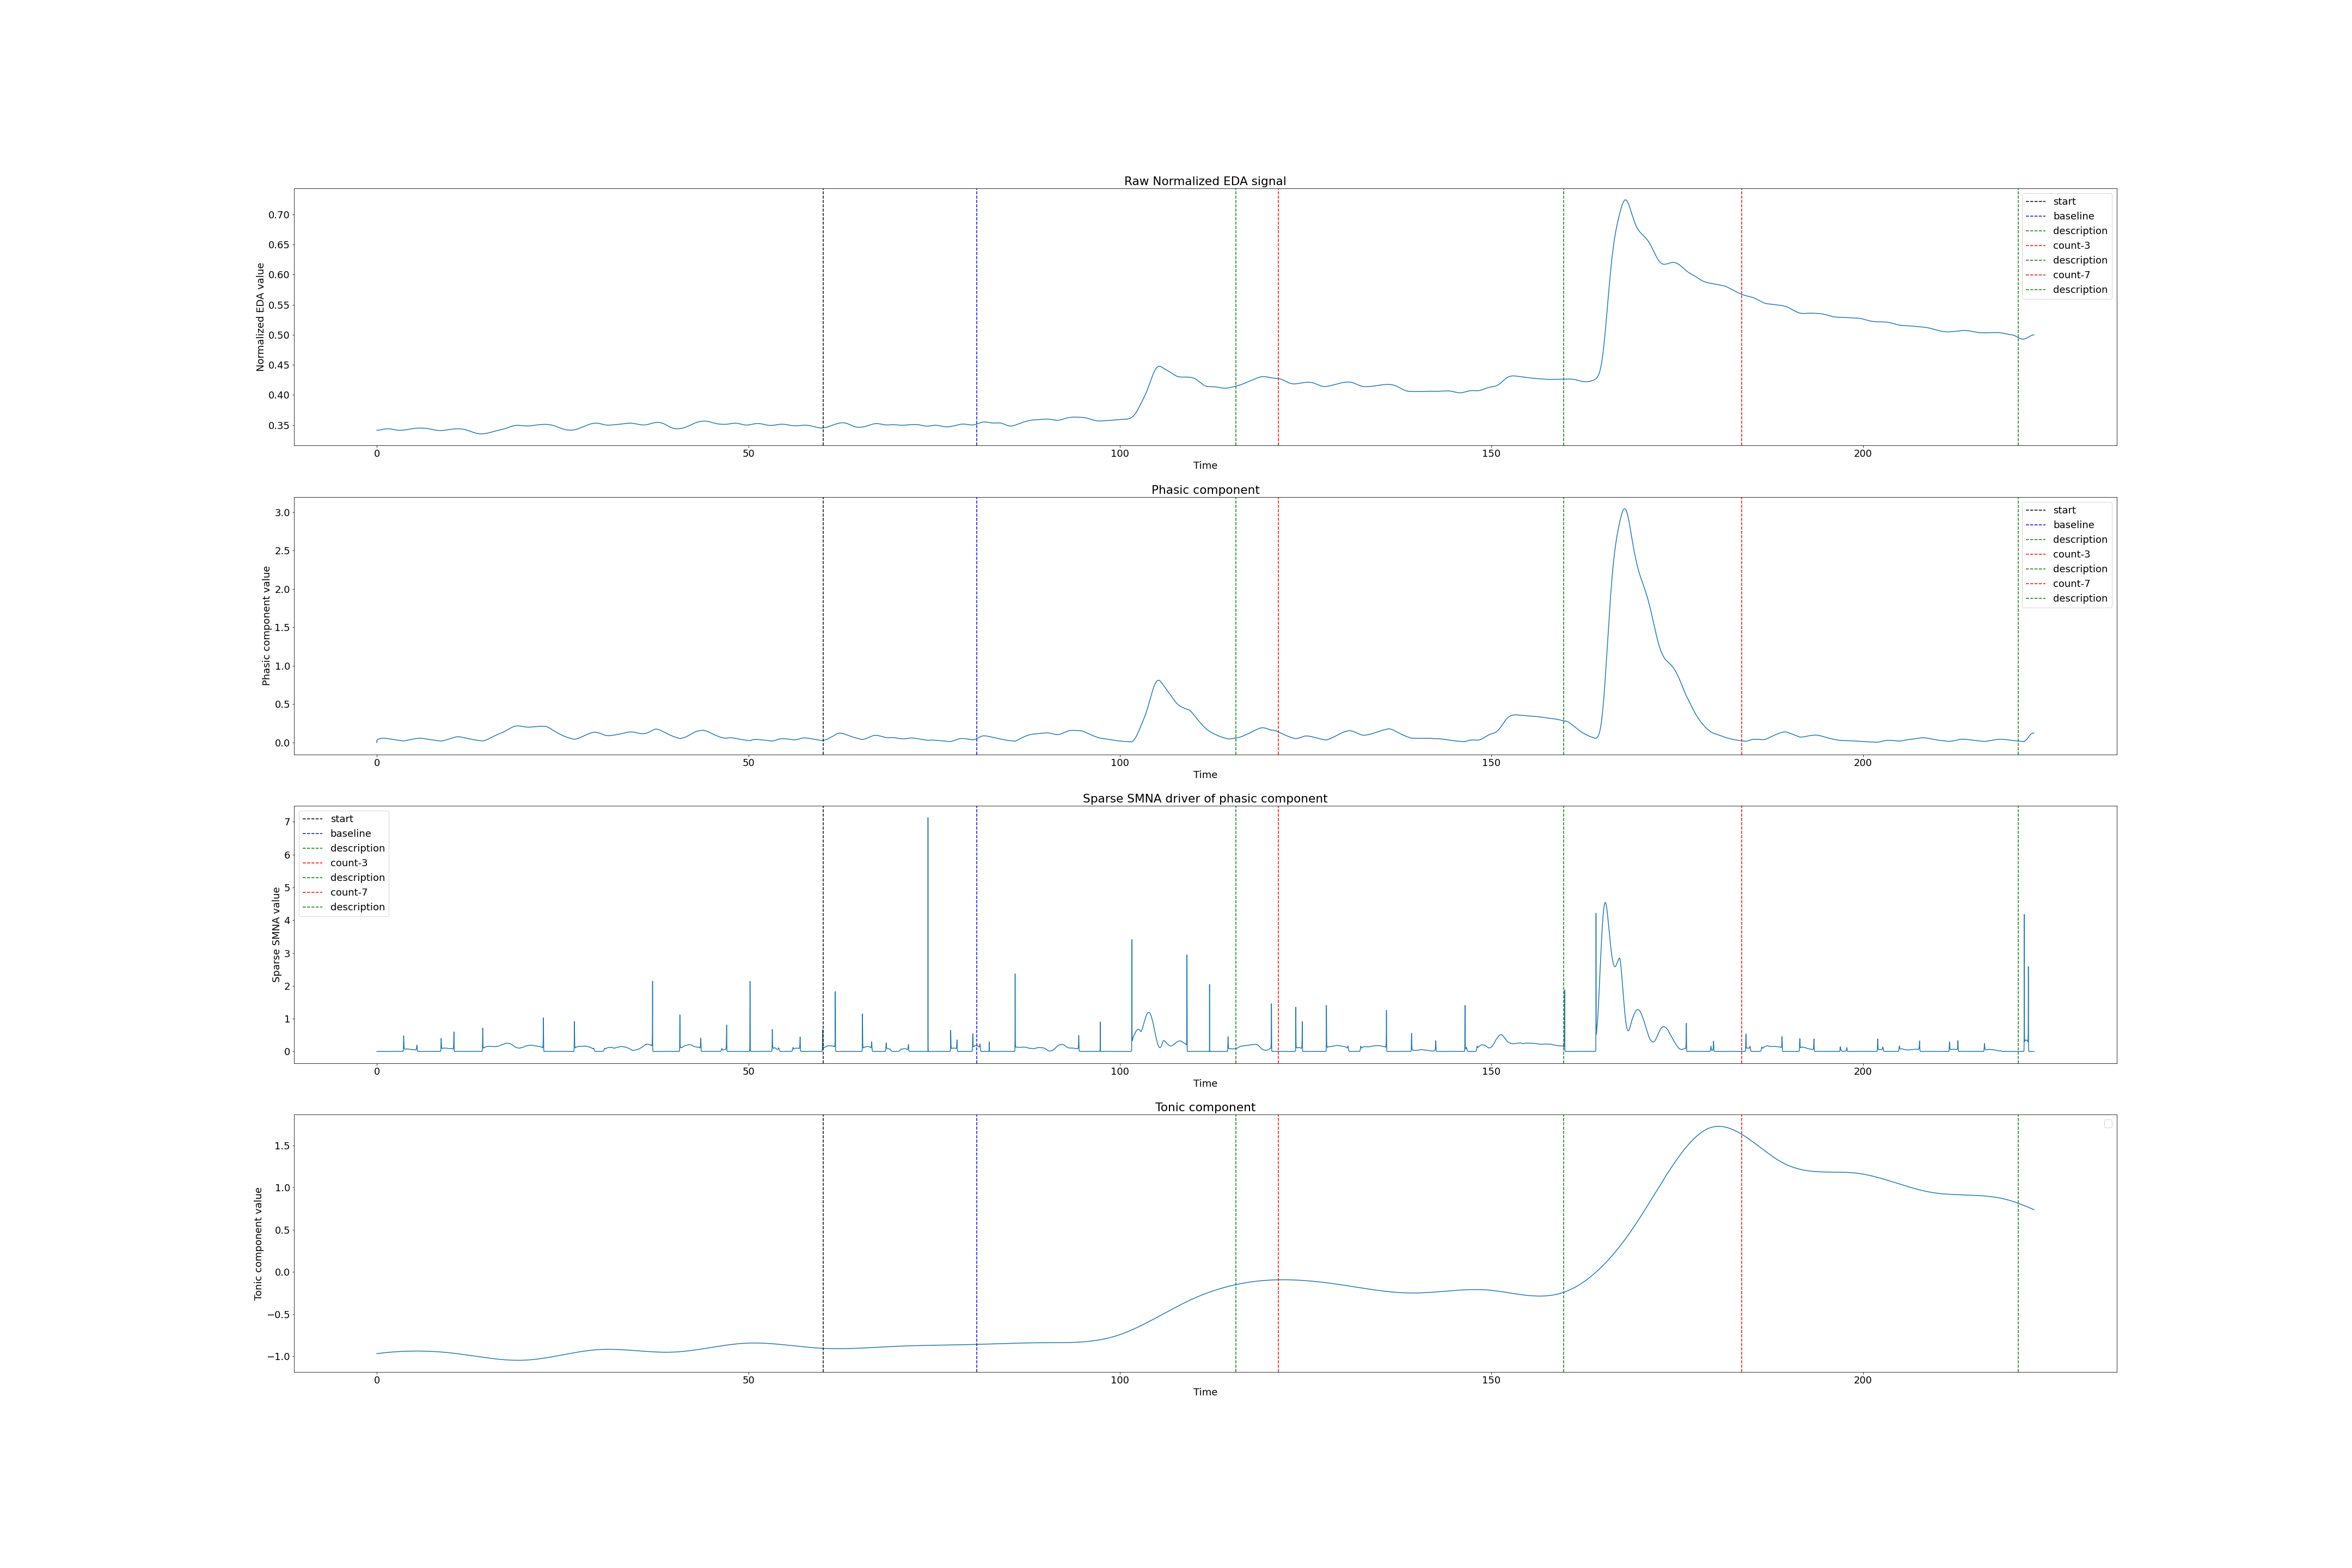 Raw Normalized EDA signal
Normalized EDA value
0.70
0.65
0.60
0.55
0.50
0.45
0.40
0.35
start
baseline
description
count-3
description
count-7
description
0 50 100 150 200
Time
Phasic component
Phasic component value
3.0
2.5
2.0
1.5
1.0
0.5
0.0
start
baseline
description
count-3
description
count-7
description
0 50 100 150 200
Time
Sparse SMNA driver of phasic component
Sparse SMNA value
7
6
5
4
3
2
1
0
start
baseline
description
count-3
description
count-7
description
0 50 100 150 200
Time
Tonic component
Tonic component value
1.5
1.0
0.5
0.0
−0.5
−1.0
0 50 100 150 200
Time